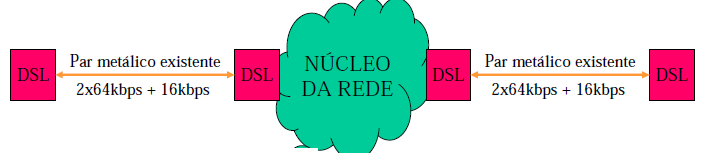 DSL
Par metálico existente
2x64kbps + 16kbps
DSL
NÚCLEO
DA REDE
DSL
Par metálico existente
2x64kbps + 16kbps
DSL